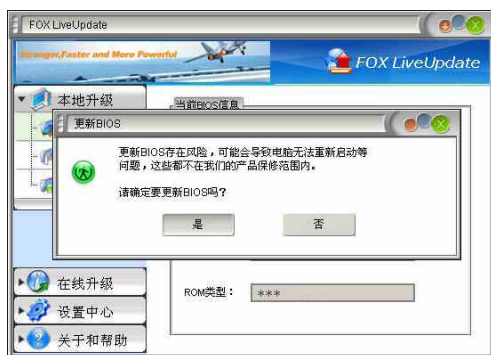 FOX LiveUpdate
Stronger,Faster and More Powerful
FOX LiveUpdate
本地升级
当前BIOS信息
更新BIOS
更新BIOS存在风险，可能会导致电脑无法重新启动等
问题，这些都不在我们的产品保修范围内。
请确定要更新BIOS吗？
是
否
在线升级
ROM类型：
***
设置中心
关于和帮助